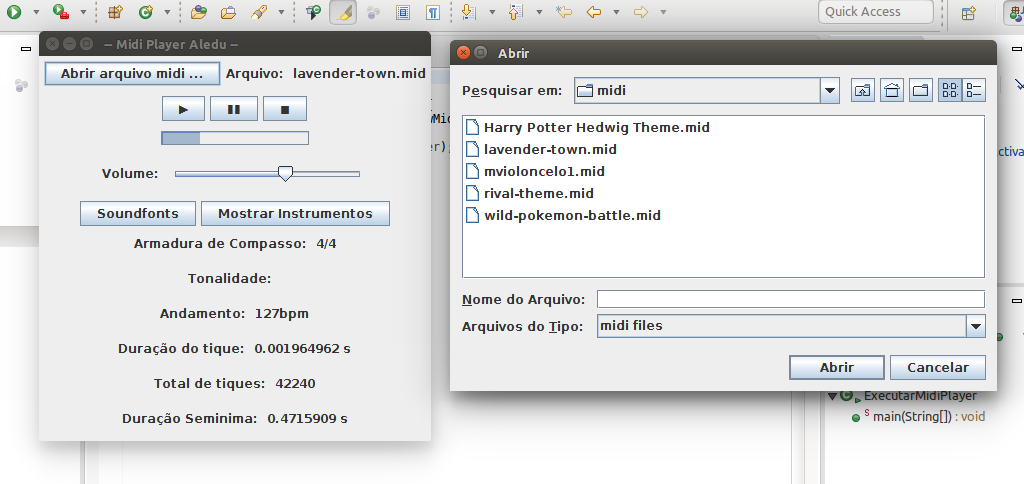 Quick Access
– Midi Player Aledu –
Abrir arquivo midi ...
Arquivo: lavender-town.mid
Volume:
Soundfonts
Mostrar Instrumentos
Armadura de Compasso: 4/4
Tonalidade:
Andamento: 127bpm
Duração do tique: 0.001964962 s
Total de tiques: 42240
Duração Seminima: 0.4715909 s
Abrir
Pesquisar em:
midi
Harry Potter Hedwig Theme.mid
lavender-town.mid
mvioloncelo1.mid
rival-theme.mid
wild-pokemon-battle.mid
Nome do Arquivo:
Arquivos do Tipo:
midi files
Abrir
Cancelar
ExecutarMidiPlayer
main(String[]) : void